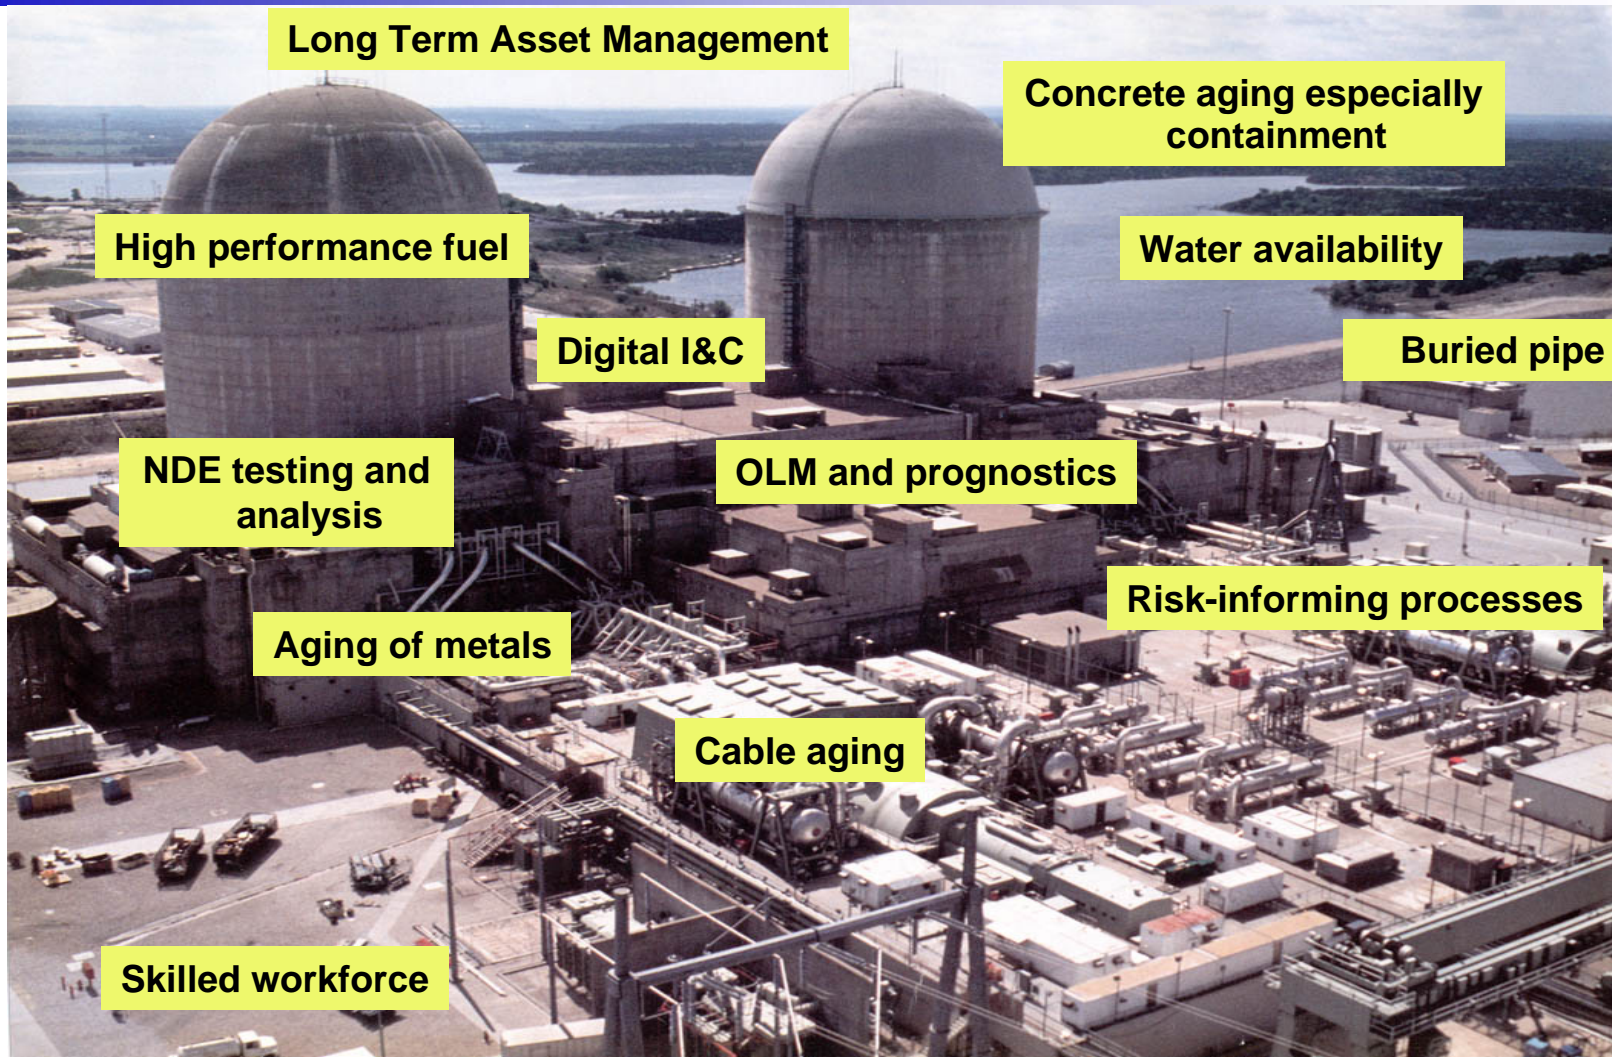 Long Term Asset Management
Concrete aging especially
containment
High performance fuel
Water availability
Digital I&C
Buried pipe
NDE testing and
analysis
OLM and prognostics
Risk-informing processes
Aging of metals
Cable aging
Skilled workforce